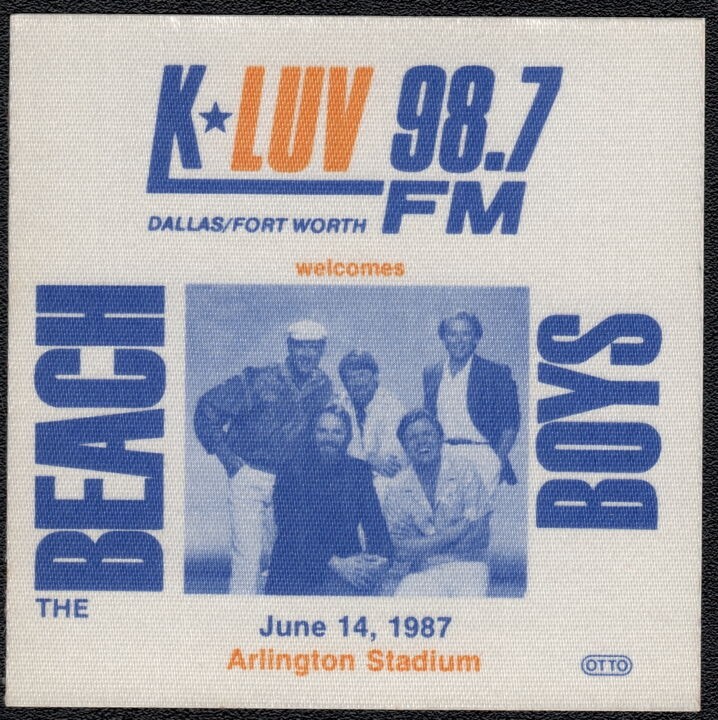 K★LUV 98.7
FM
DALLAS/FORT WORTH
welcomes
THE
BEACH
BOYS
June 14, 1987
Arlington Stadium
OTTO